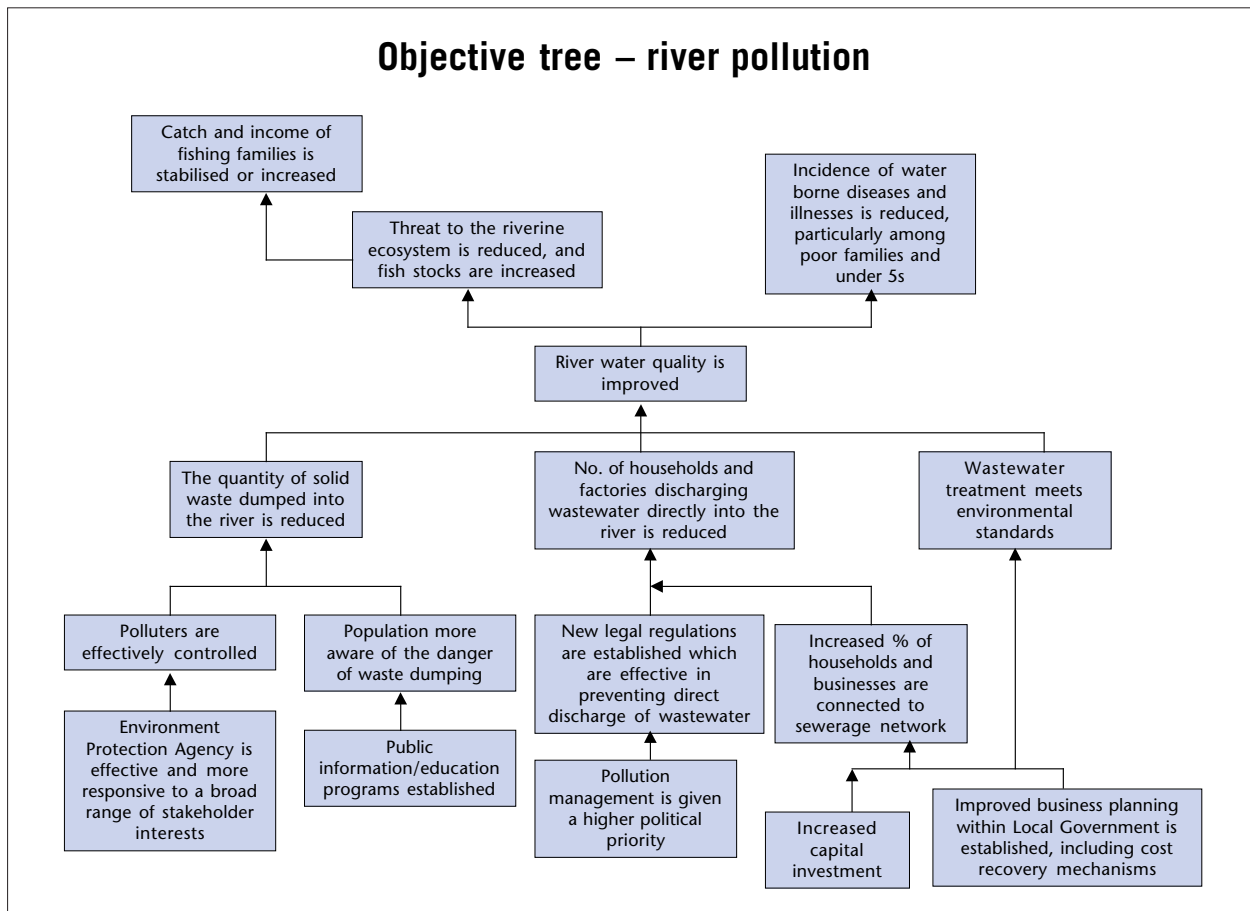 Objective tree – river pollution
Catch and income of
fishing families is
stabilised or increased
Incidence of water
borne diseases and
illnesses is reduced,
particularly among
poor families and
under 5s
Threat to the riverine
ecosystem is reduced, and
fish stocks are increased
River water quality is
improved
The quantity of solid
waste dumped into
the river is reduced
No. of households and
factories discharging
wastewater directly into the
river is reduced
Wastewater
treatment meets
environmental
standards
Polluters are
effectively controlled
Population more
aware of the danger
of waste dumping
New legal regulations
are established which
are effective in
preventing direct
discharge of wastewater
Increased % of
households and
businesses are
connected to
sewerage network
Environment
Protection Agency is
effective and more
responsive to a broad
range of stakeholder
interests
Public
information/education
programs established
Pollution
management is given
a higher political
priority
Increased
capital
investment
Improved business planning
within Local Government is
established, including cost
recovery mechanisms